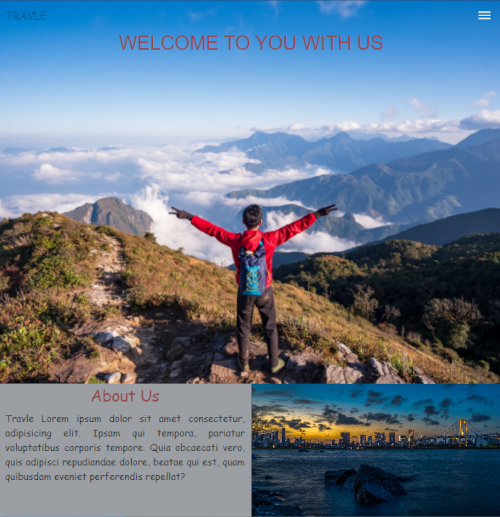 TRAVLE
WELCOME TO YOU WITH US
About Us
Travle Lorem ipsum dolor sit amet consectetur,
adipisicing elit. Ipsam qui tempora, pariatur
voluptatibus corporis tempore. Quia obcaecati vero,
quis adipisci repudiandae dolore, beatae qui est, quam
quibusdam eveniet perferendis repellat?